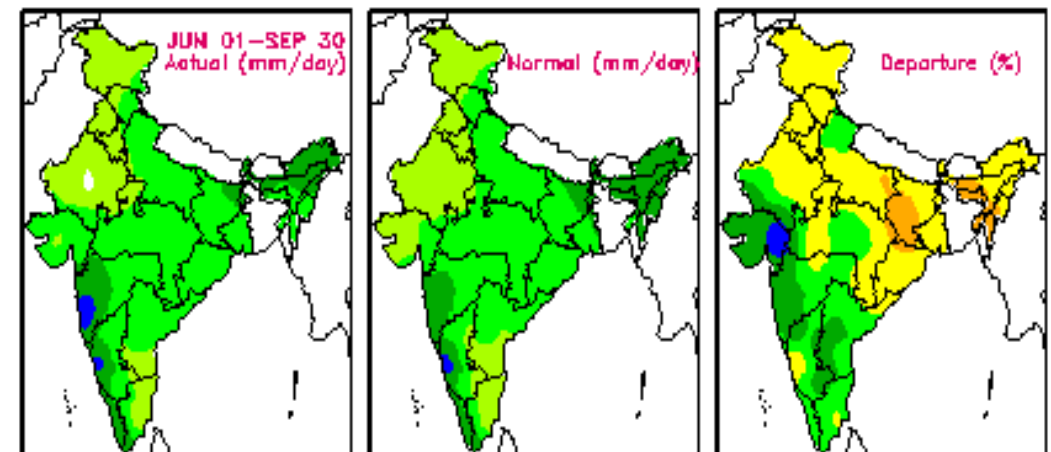 JUN 01-SEP 30
Actual (mm/day)
Normal (mm/day)
Departure (%)